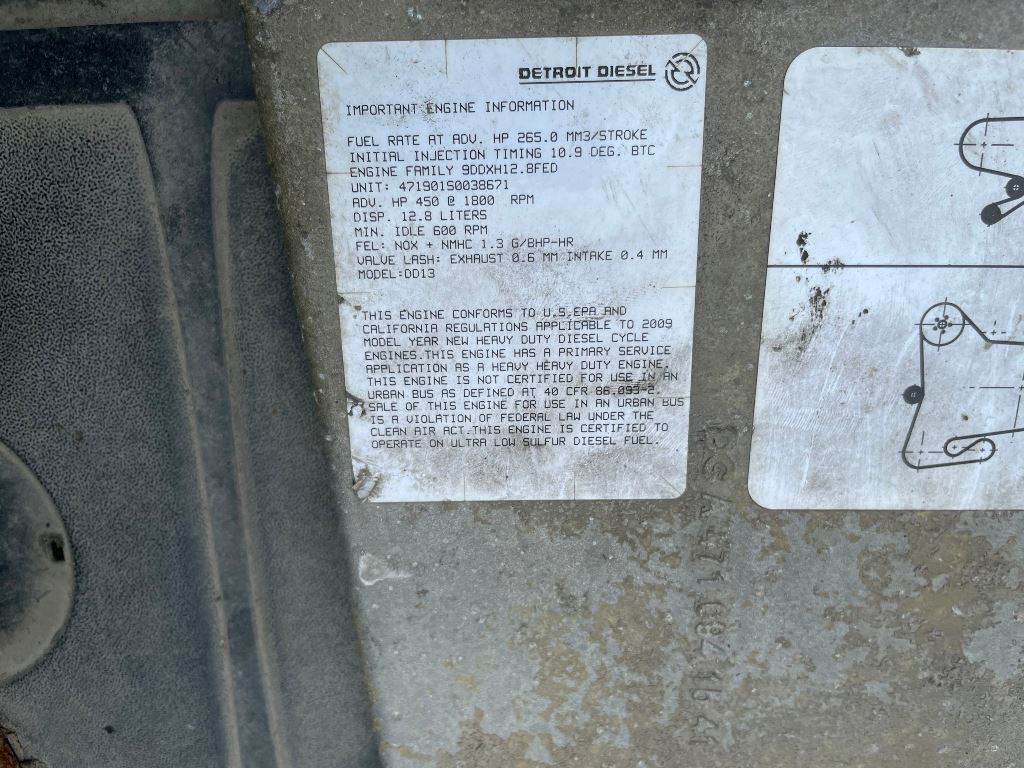 DETROIT DIESEL
IMPORTANT ENGINE INFORMATION
FUEL RATE AT ADV. HP 265.0 MM3/STROKE
INITIAL INJECTION TIMING 10.9 DEG. BTC
ENGINE FAMILY 9DDXH12.8FED
UNIT: 471901S0038671
ADV. HP 450 @ 1800 RPM
DISP. 12.8 LITERS
MIN. IDLE 600 RPM
FEL: NOX + NMHC 1.3 G/BHP-HR
VALVE LASH: EXHAUST 0.6 MM INTAKE 0.4 MM
MODEL:DD13
THIS ENGINE CONFORMS TO U.S.EPA AND
CALIFORNIA REGULATIONS APPLICABLE TO 2009
MODEL YEAR NEW HEAVY DUTY DIESEL CYCLE
ENGINES.THIS ENGINE HAS A PRIMARY SERVICE
APPLICATION AS A HEAVY HEAVY DUTY ENGINE.
THIS ENGINE IS NOT CERTIFIED FOR USE IN AN
URBAN BUS AS DEFINED AT 40 CFR 86.093-2.
SALE OF THIS ENGINE FOR USE IN AN URBAN BUS
IS A VIOLATION OF FEDERAL LAW UNDER THE
CLEAN AIR ACT.THIS ENGINE IS CERTIFIED TO
OPERATE ON ULTRA LOW SULFUR DIESEL FUEL.